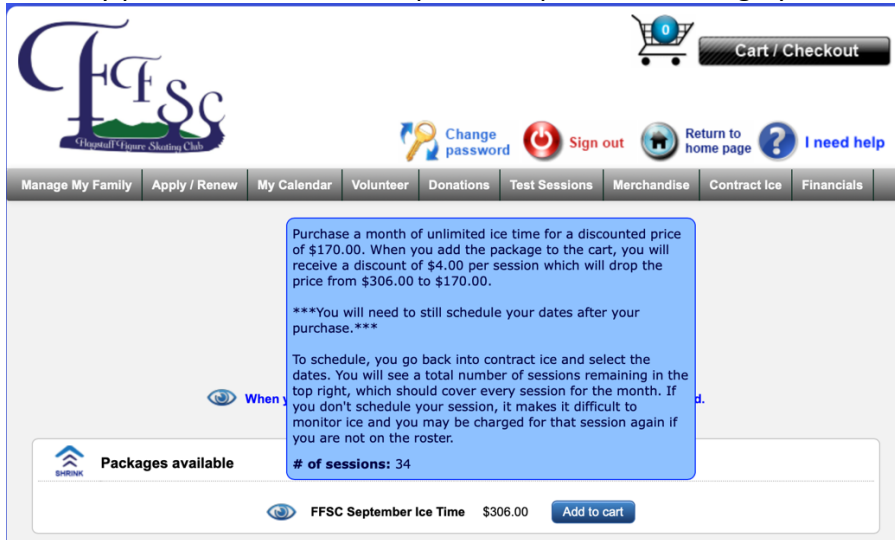 0
Cart / Checkout
FFSC
Flagstaff Figure Skating Club
Change
password
Sign out
Return to
home page
I need help
Manage My Family Apply / Renew My Calendar Volunteer Donations Test Sessions Merchandise Contract Ice Financials
Purchase a month of unlimited ice time for a discounted price
of $170.00. When you add the package to the cart, you will
receive a discount of $4.00 per session which will drop the
price from $306.00 to $170.00.
***You will need to still schedule your dates after your
purchase.***
To schedule, you go back into contract ice and select the
dates. You will see a total number of sessions remaining in the
top right, which should cover every session for the month. If
you don't schedule your session, it makes it difficult to
monitor ice and you may be charged for that session again if
you are not on the roster.
# of sessions: 34
When
SHRINK
Packages available
FFSC September Ice Time $306.00 Add to cart